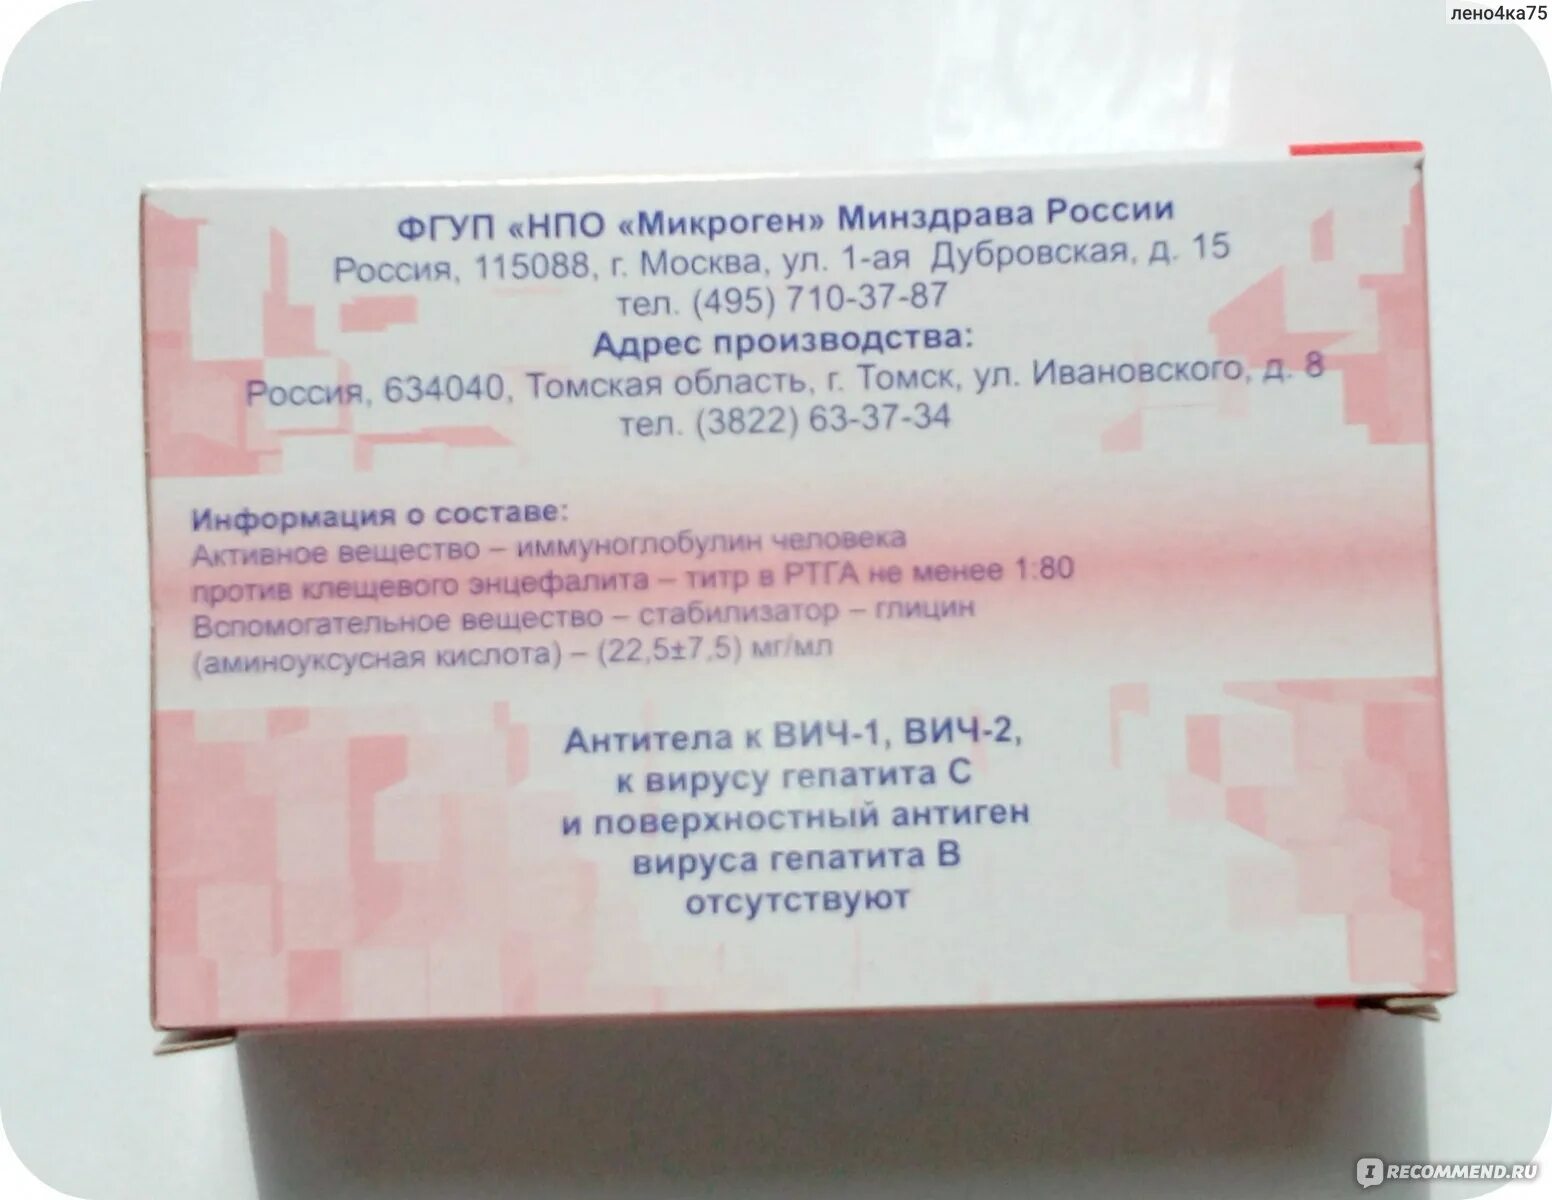 лено4ка75
ФГУП «НПО «Микроген» Минздрава России
Россия, 115088, г. Москва, ул. 1-ая Дубровская, д. 15
тел. (495) 710-37-87
Адрес производства:
Россия, 634040, Томская область, г. Томск, ул. Ивановского, д. 8
тел. (3822) 63-37-34
Информация о составе:
Активное вещество – иммуноглобулин человека
против клещевого энцефалита – титр в РТГА не менее 1:80
Вспомогательное вещество – стабилизатор – глицин
(аминоуксусная кислота) – (22,5±7,5) мг/мл
Антитела к ВИЧ-1, ВИЧ-2,
к вирусу гепатита С
и поверхностный антиген
вируса гепатита В
отсутствуют
I RECOMMEND.RU